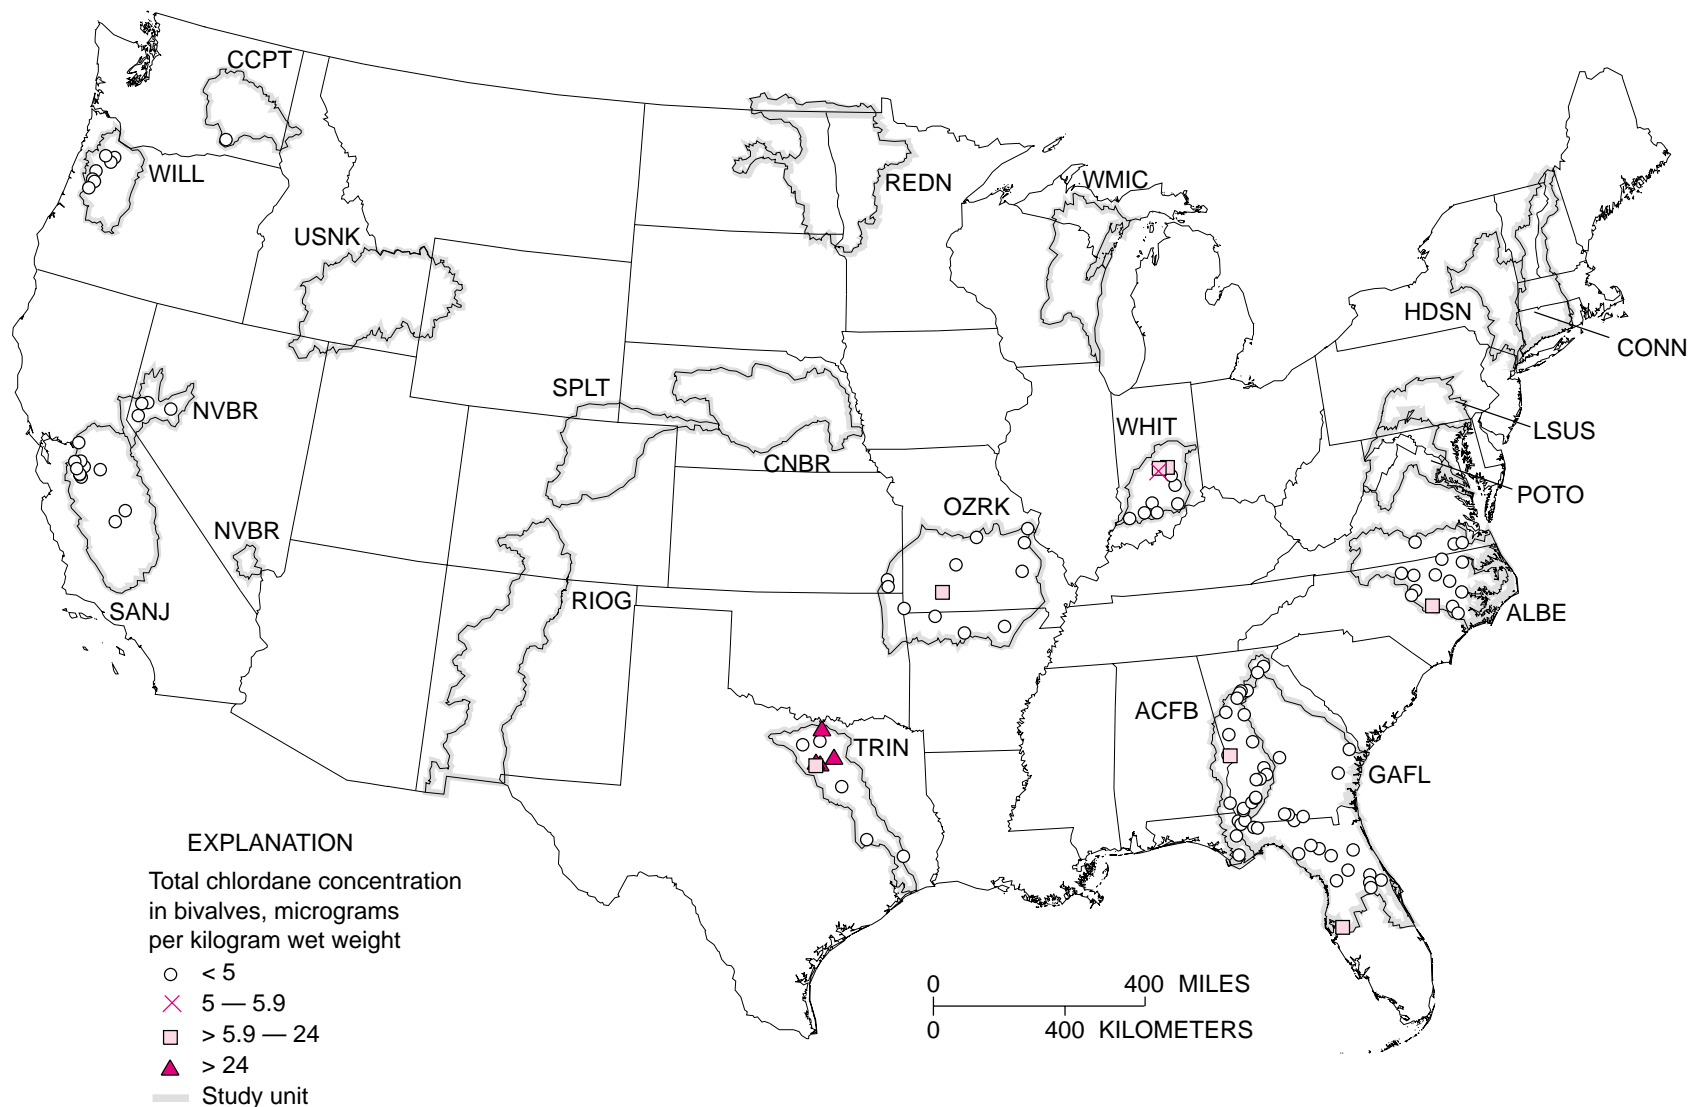 CCPT
WILL
USNK
REDN
WMIC
HDSN
CONN
NVBR
SPLT
CNBR
WHIT
LSUS
POTO
OZRK
NVBR
SANJ
RIOG
ALBE
ACFB
TRIN
GAFL
EXPLANATION
Total chlordane concentration
in bivalves, micrograms
per kilogram wet weight
< 5
5 — 5.9
> 5.9 — 24
> 24
Study unit
0 400 MILES
0 400 KILOMETERS